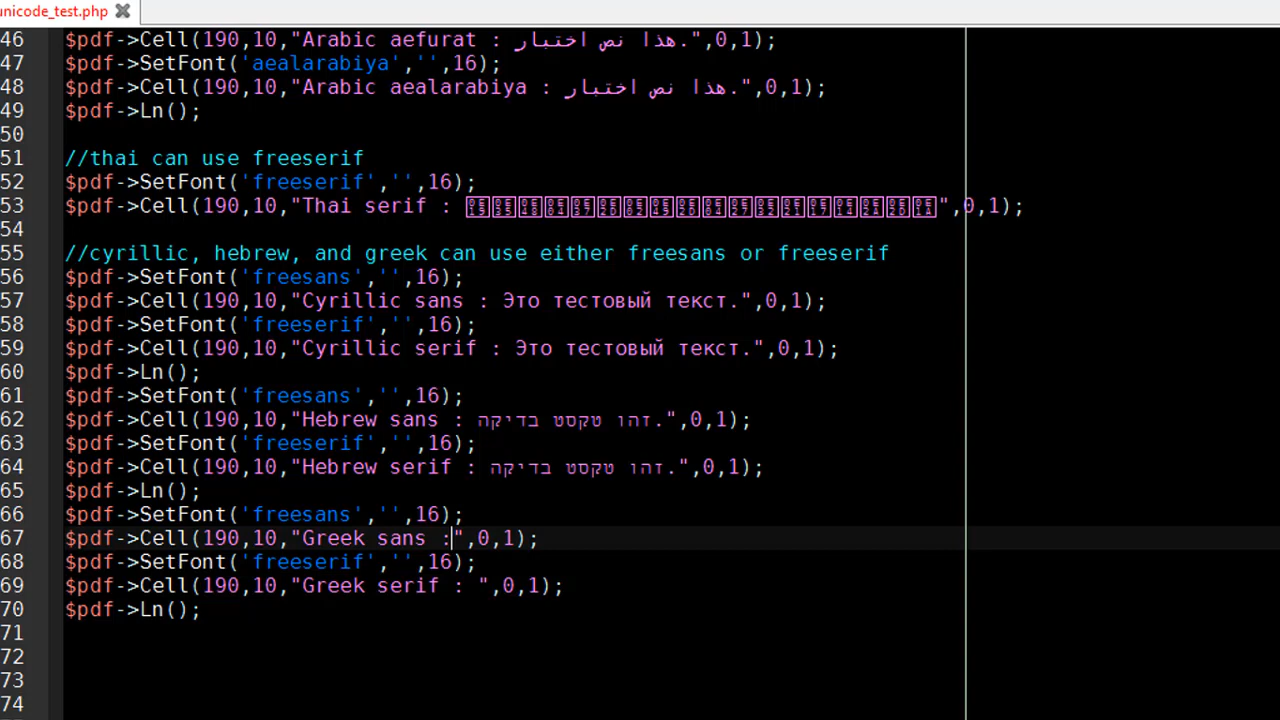 unicode_test.php
46 $pdf->Cell(190,10,"Arabic aefurat : هذا نص اختبار.",0,1);
47 $pdf->SetFont('aealarabiya','',16);
48 $pdf->Cell(190,10,"Arabic aealarabiya : هذا نص اختبار.",0,1);
49 $pdf->Ln();
50
51 //thai can use freeserif
52 $pdf->SetFont('freeserif','',16);
53 $pdf->Cell(190,10,"Thai serif : ",0,1);
54
55 //cyrillic, hebrew, and greek can use either freesans or freeserif
56 $pdf->SetFont('freesans','',16);
57 $pdf->Cell(190,10,"Cyrillic sans : Это тестовый текст.",0,1);
58 $pdf->SetFont('freeserif','',16);
59 $pdf->Cell(190,10,"Cyrillic serif : Это тестовый текст.",0,1);
60 $pdf->Ln();
61 $pdf->SetFont('freesans','',16);
62 $pdf->Cell(190,10,"Hebrew sans : זהו טקסט בדיקה.",0,1);
63 $pdf->SetFont('freeserif','',16);
64 $pdf->Cell(190,10,"Hebrew serif : זהו טקסט בדיקה.",0,1);
65 $pdf->Ln();
66 $pdf->SetFont('freesans','',16);
67 $pdf->Cell(190,10,"Greek sans :",0,1);
68 $pdf->SetFont('freeserif','',16);
69 $pdf->Cell(190,10,"Greek serif : ",0,1);
70 $pdf->Ln();
71
72
73
74